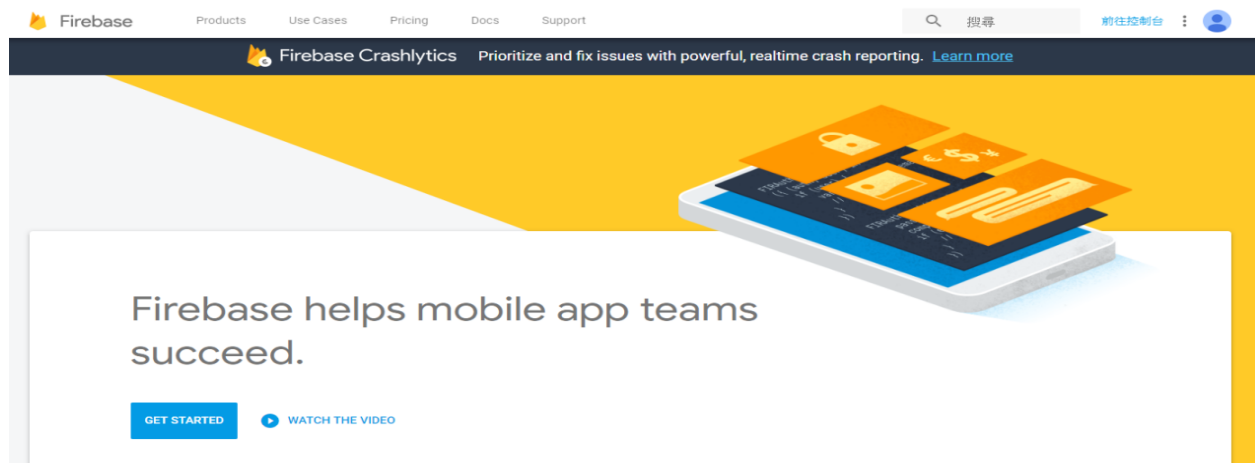 Firebase Products Use Cases Pricing Docs Support 搜尋 前往控制台
Firebase Crashlytics Prioritize and fix issues with powerful, realtime crash reporting. Learn more
Firebase helps mobile app teams
succeed.
GET STARTED WATCH THE VIDEO